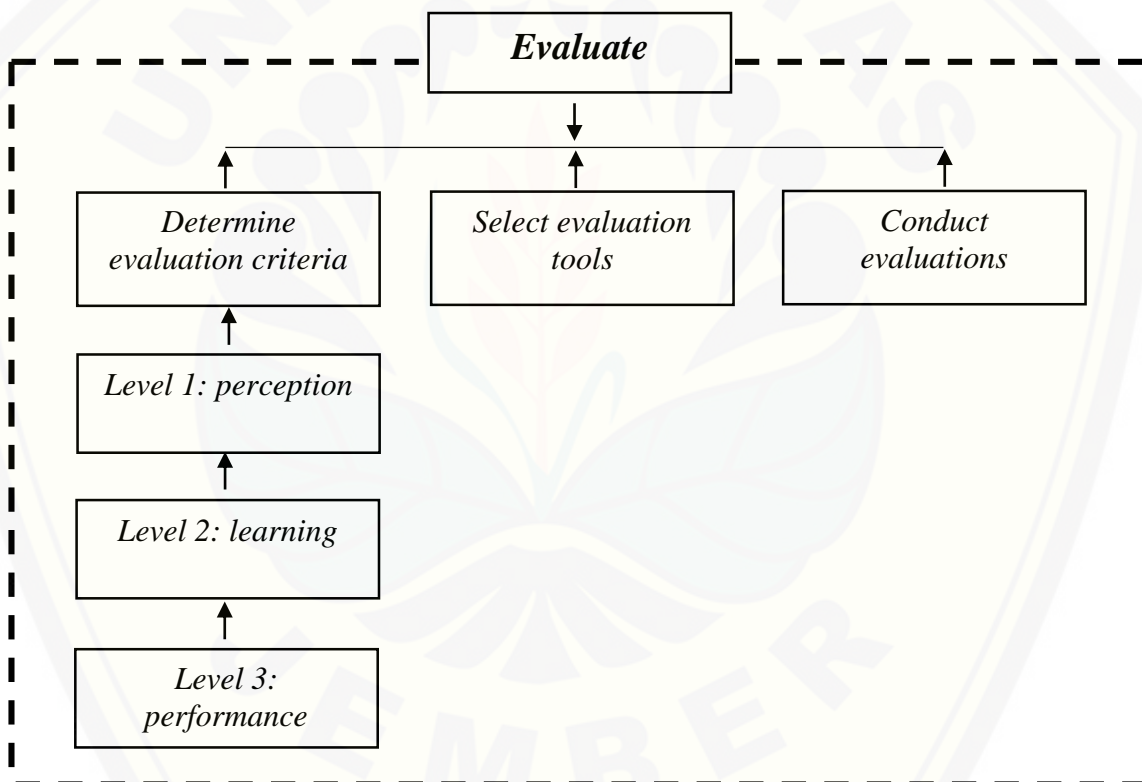 Evaluate
Determine
evaluation criteria
Select evaluation
tools
Conduct
evaluations
Level 1: perception
Level 2: learning
Level 3:
performance